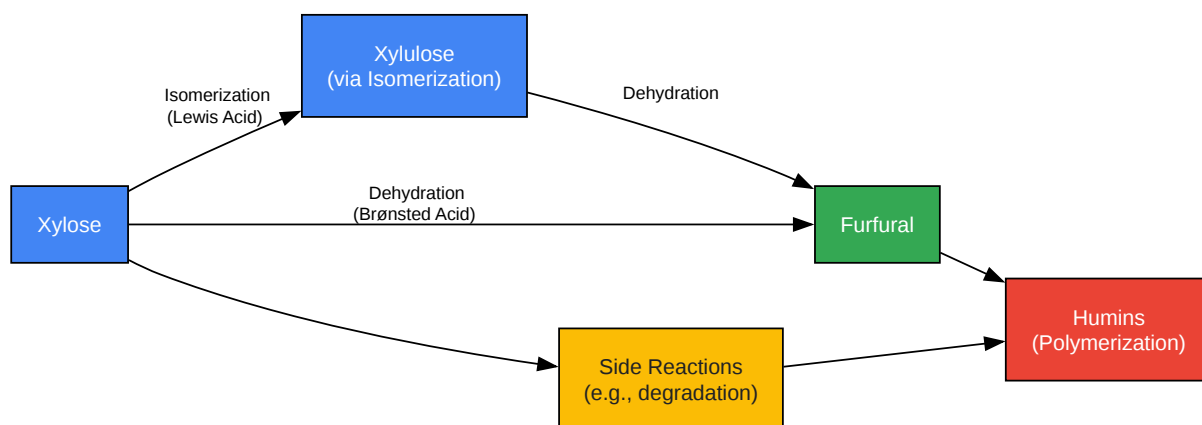 Xylulose
(via Isomerization)
Isomerization
(Lewis Acid)
Dehydration
Dehydration
(Brønsted Acid)
Xylose
Furfural
Humins
(Polymerization)
Side Reactions
(e.g., degradation)